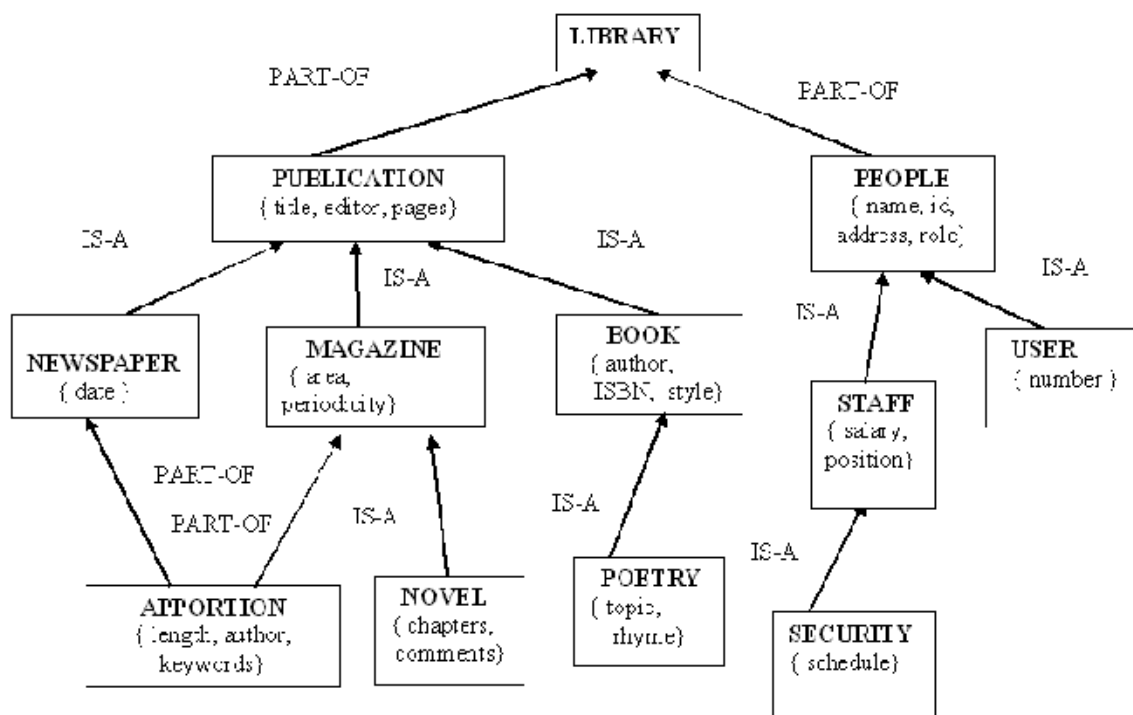 LIBRARY
PART-OF
PART-OF
PUBLICATION
{ title, editor, pages}
PEOPLE
{ name, id,
address, role}
IS-A
IS-A
IS-A
IS-A
IS-A
NEWSPAPER
{ date }
MAGAZINE
{ area,
periodicity}
BOOK
{ author,
ISBN, style}
USER
{ number }
STAFF
{ salary,
position}
PART-OF
PART-OF
IS-A
IS-A
IS-A
APPORTION
{ length, author,
keywords}
NOVEL
{ chapters,
comments}
POETRY
{ topic,
rhyme}
SECURITY
{ schedule}